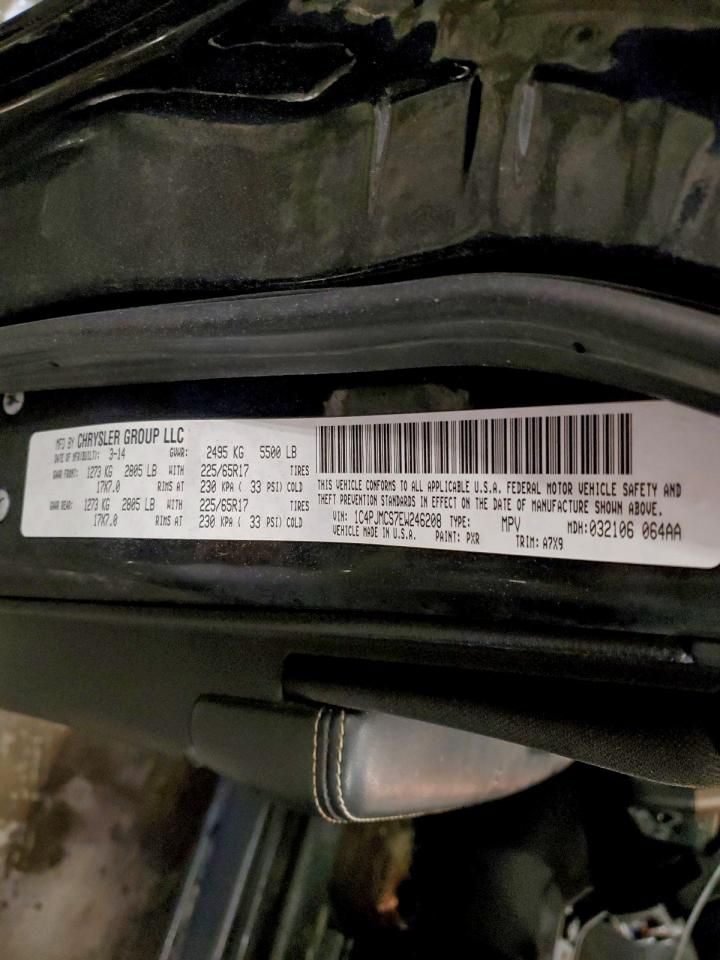 MFD BY CHRYSLER GROUP LLC
DATE OF MFR(BUILT): 3-14 GVWR: 2495 KG 5500 LB
GAWR FRONT: 1273 KG 2805 LB WITH 225/65R17 TIRES
17X7.0 RIMS AT 230 KPA ( 33 PSI) COLD
GAWR REAR: 1273 KG 2805 LB WITH 225/65R17 TIRES
17X7.0 RIMS AT 230 KPA ( 33 PSI) COLD
THIS VEHICLE CONFORMS TO ALL APPLICABLE U.S.A. FEDERAL MOTOR VEHICLE SAFETY AND
THEFT PREVENTION STANDARDS IN EFFECT ON THE DATE OF MANUFACTURE SHOWN ABOVE.
VIN: 1C4PJMCS7EW246208 TYPE: MPV MDH:032106 064AA
VEHICLE MADE IN U.S.A. PAINT: PXR TRIM: A7X9